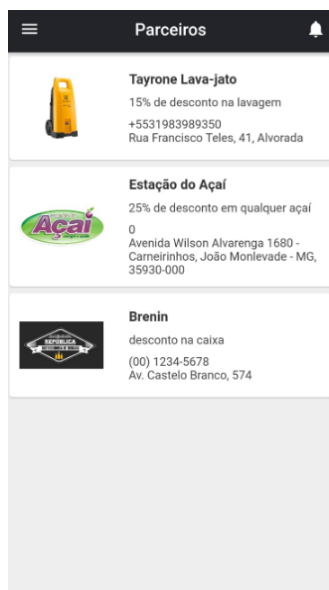 Parceiros
Tayrone Lava-jato
15% de desconto na lavagem
+5531983989350
Rua Francisco Teles, 41, Alvorada
Estação do Açaí
25% de desconto em qualquer açaí
0
Avenida Wilson Alvarenga 1680 -
Carneirinhos, João Monlevade - MG,
35930-000
Açaí
Brenin
desconto na caixa
(00) 1234-5678
Av. Castelo Branco, 574
REPÚBLICA